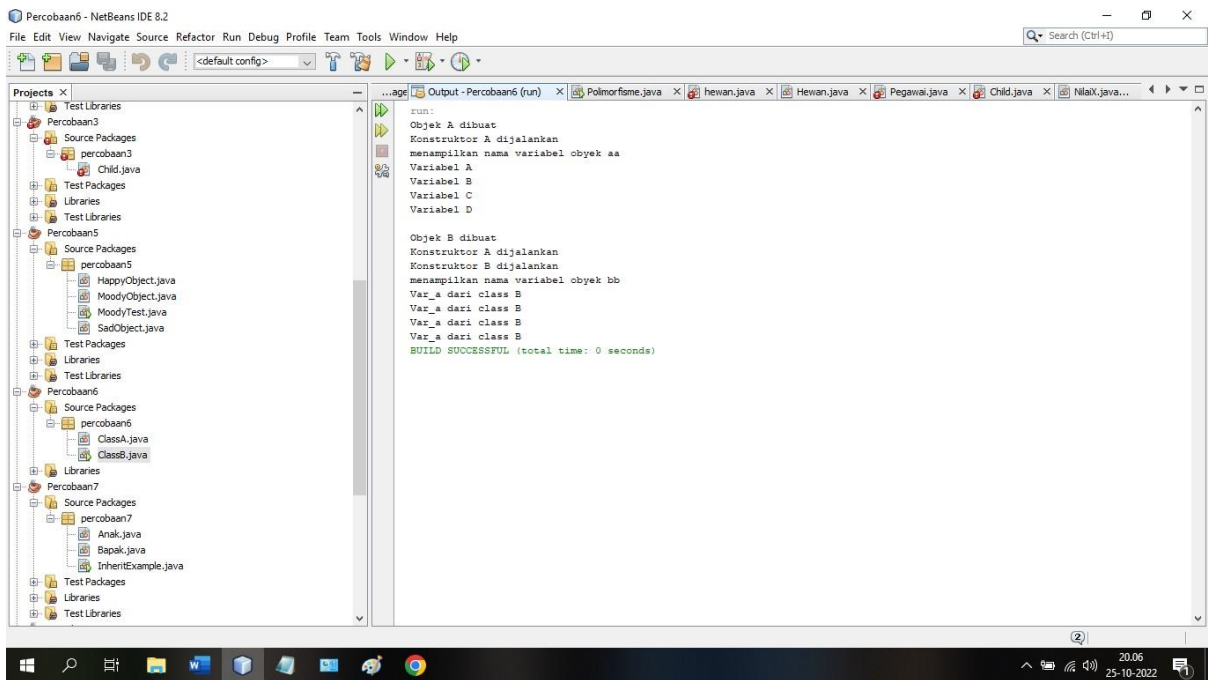 Percobaan6 - NetBeans IDE 8.2
File Edit View Navigate Source Refactor Run Debug Profile Team Tools Window Help
Search (Ctrl+I)
<default config>
Projects
Test Libraries
Percobaan3
Source Packages
percobaan3
Child.java
Test Packages
Libraries
Test Libraries
Percobaan5
Source Packages
percobaan5
HappyObject.java
MoodyObject.java
MoodyTest.java
SadObject.java
Test Packages
Libraries
Test Libraries
Percobaan6
Source Packages
percobaan6
ClassA.java
ClassB.java
Libraries
Percobaan7
Source Packages
percobaan7
Anak.java
Bapak.java
InheritExample.java
Test Packages
Libraries
Test Libraries
...age Output - Percobaan6 (run) Polimorfisme.java hewan.java Hewan.java Pegawai.java Child.java NilaiX.java...
run:
Objek A dibuat
Konstruktor A dijalankan
menampilkan nama variabel obyek aa
Variabel A
Variabel B
Variabel C
Variabel D
Objek B dibuat
Konstruktor A dijalankan
Konstruktor B dijalankan
menampilkan nama variabel obyek bb
Var_a dari class B
Var_a dari class B
Var_a dari class B
Var_a dari class B
BUILD SUCCESSFUL (total time: 0 seconds)
2
20.06
25-10-2022